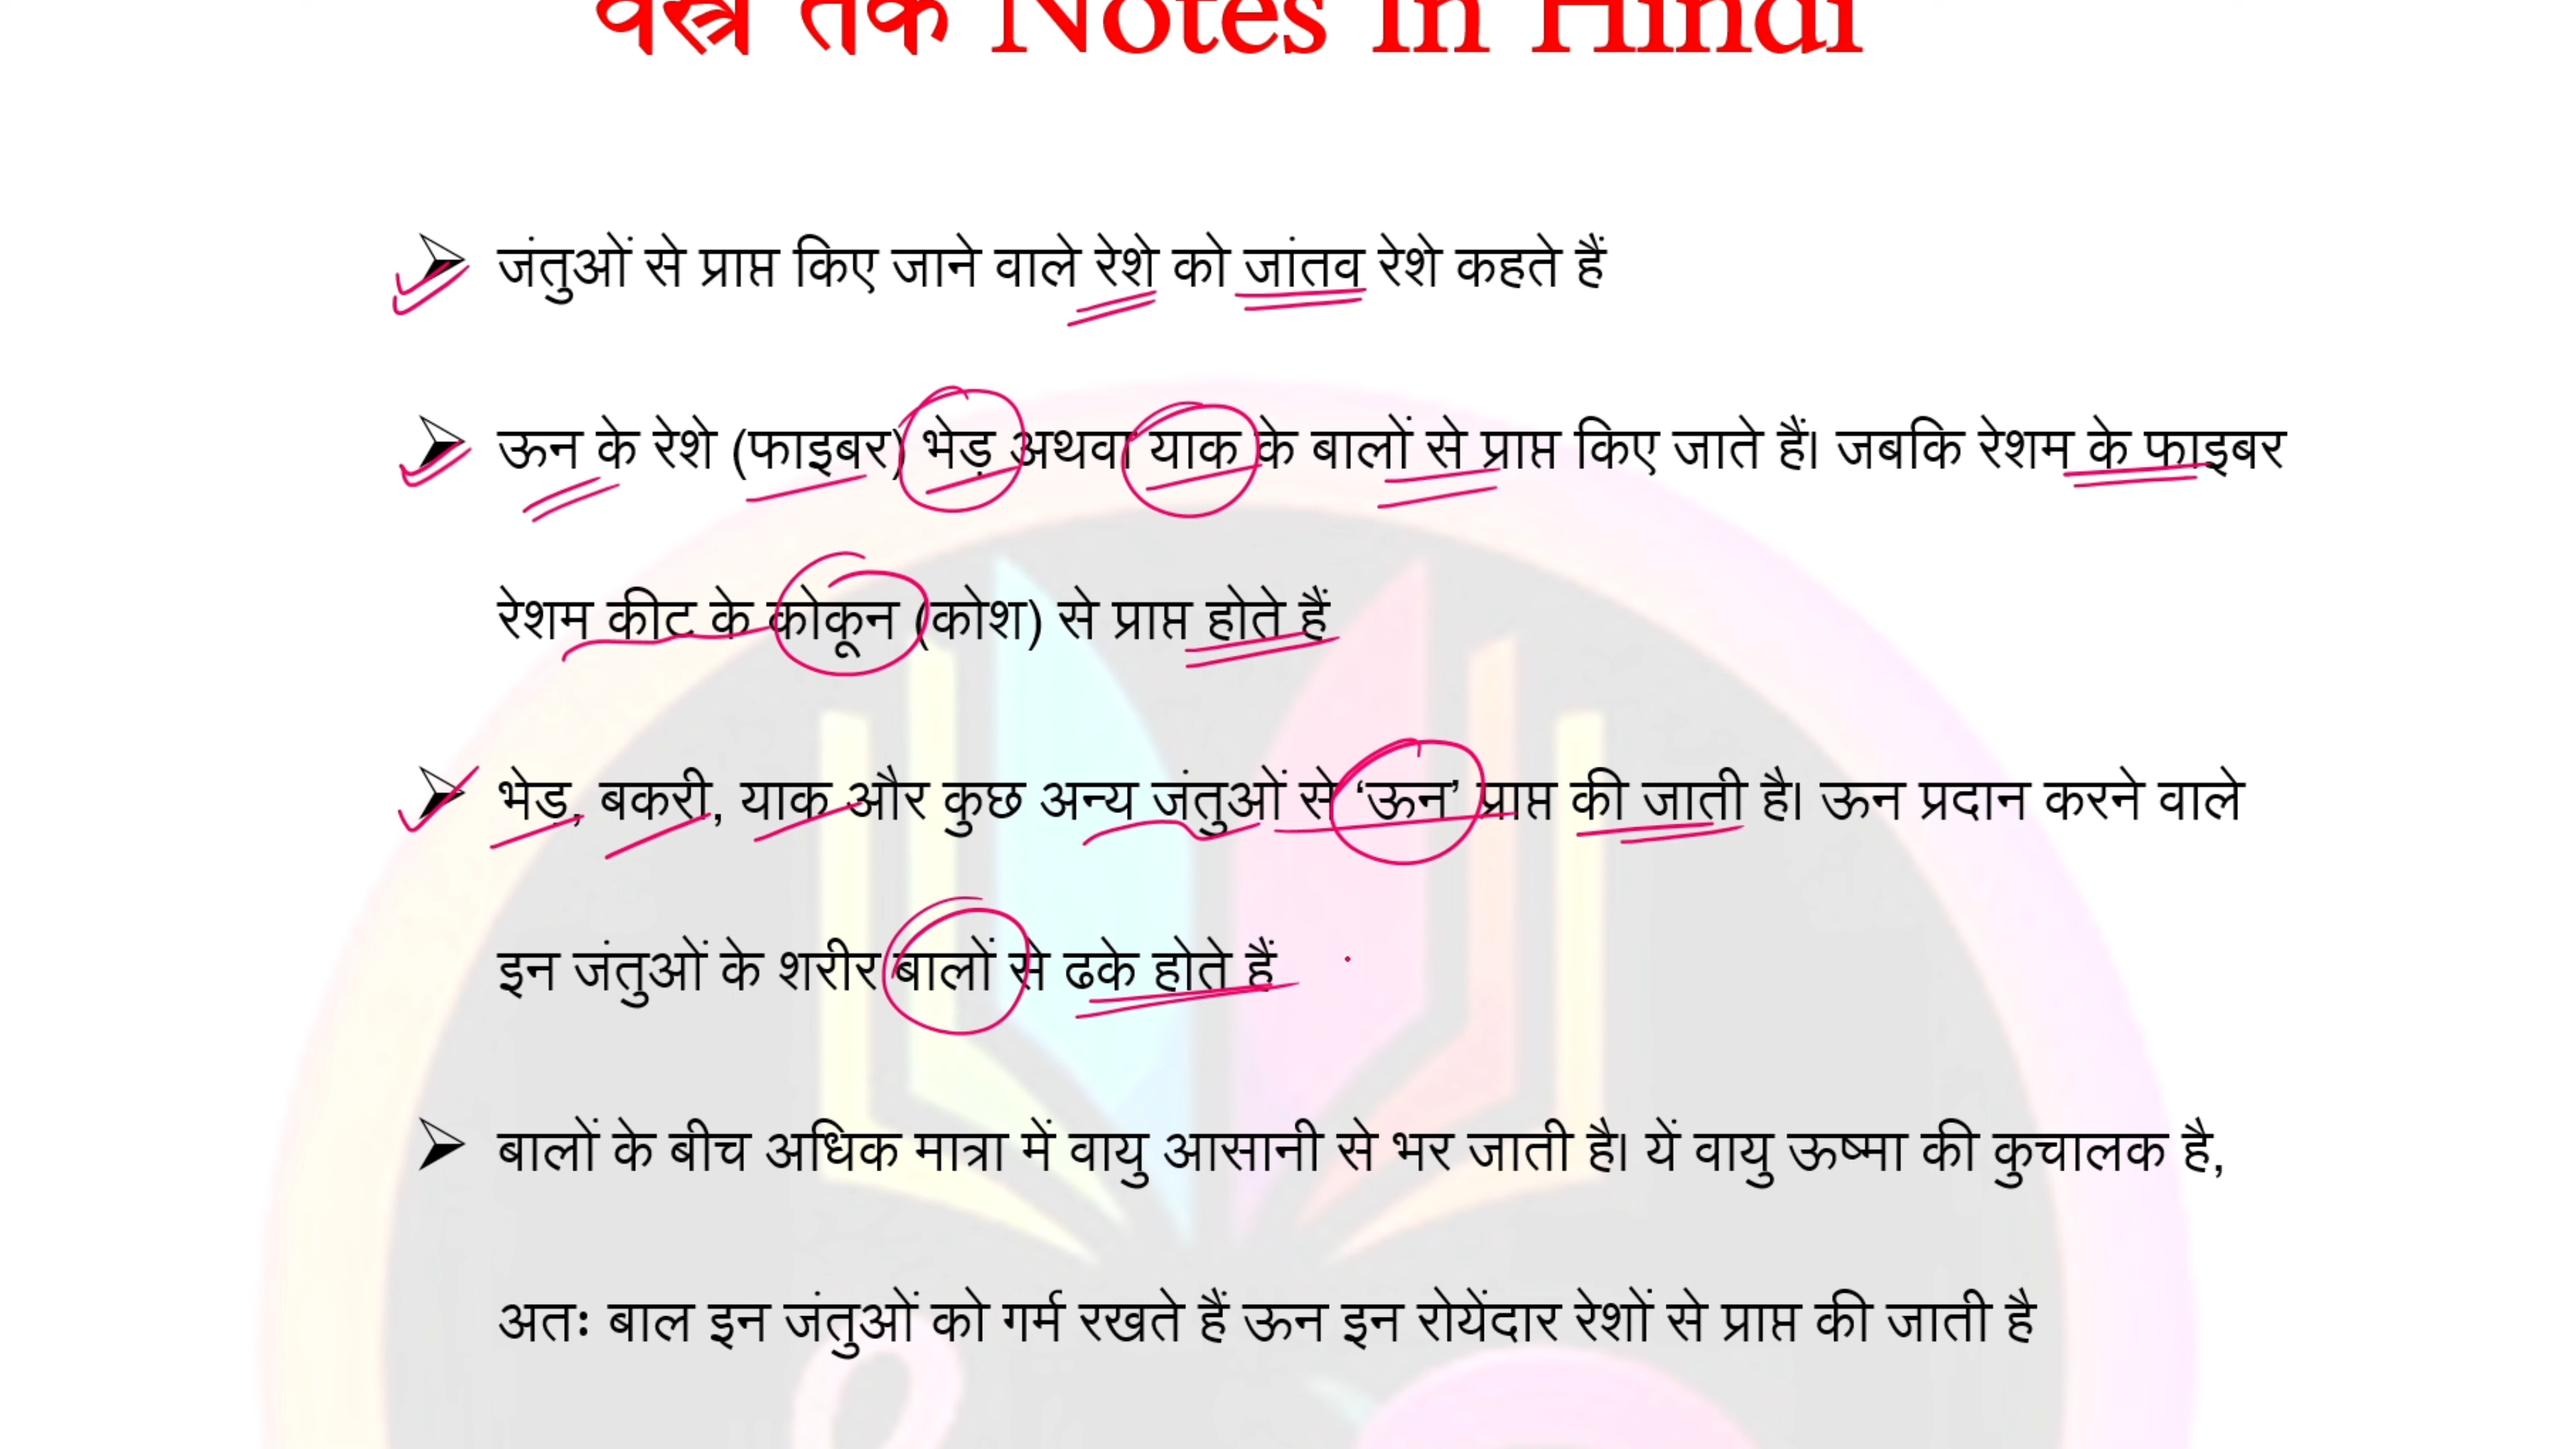 वस्त्र तक Notes In Hindi
जंतुओं से प्राप्त किए जाने वाले रेशे को जांतव रेशे कहते हैं
ऊन के रेशे (फाइबर) भेड़ अथवा याक के बालों से प्राप्त किए जाते हैं। जबकि रेशम के फाइबर
रेशम कीट के कोकून (कोश) से प्राप्त होते हैं
भेड़, बकरी, याक और कुछ अन्य जंतुओं से ‘ऊन’ प्राप्त की जाती है। ऊन प्रदान करने वाले
इन जंतुओं के शरीर बालों से ढके होते हैं
बालों के बीच अधिक मात्रा में वायु आसानी से भर जाती है। यें वायु ऊष्मा की कुचालक है,
अतः बाल इन जंतुओं को गर्म रखते हैं ऊन इन रोयेंदार रेशों से प्राप्त की जाती है